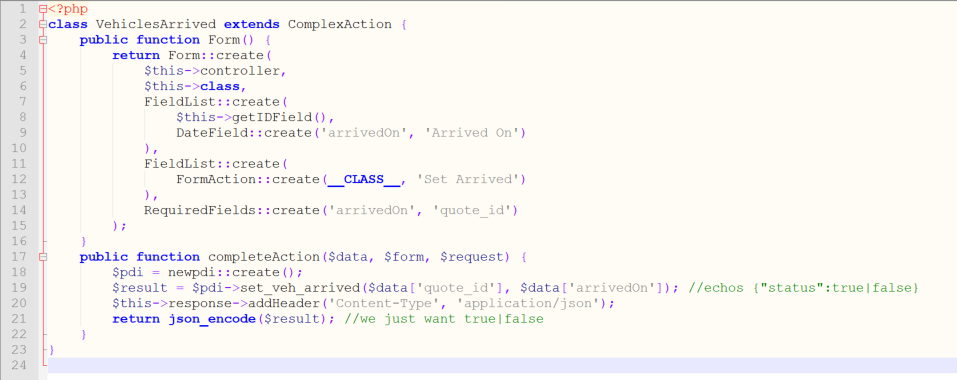 1 <?php
2 class VehiclesArrived extends ComplexAction {
3     public function Form() {
4         return Form::create(
5             $this->controller,
6             $this->class,
7             FieldList::create(
8                 $this->getIDField(),
9                 DateField::create('arrivedOn', 'Arrived On')
10             ),
11             FieldList::create(
12                 FormAction::create(__CLASS__, 'Set Arrived')
13             ),
14             RequiredFields::create('arrivedOn', 'quote_id')
15         );
16     }
17     public function completeAction($data, $form, $request) {
18         $pdi = newpdi::create();
19         $result = $pdi->set_veh_arrived($data['quote_id'], $data['arrivedOn']); //echos {"status":true|false}
20         $this->response->addHeader('Content-Type', 'application/json');
21         return json_encode($result); //we just want true|false
22     }
23 }
24